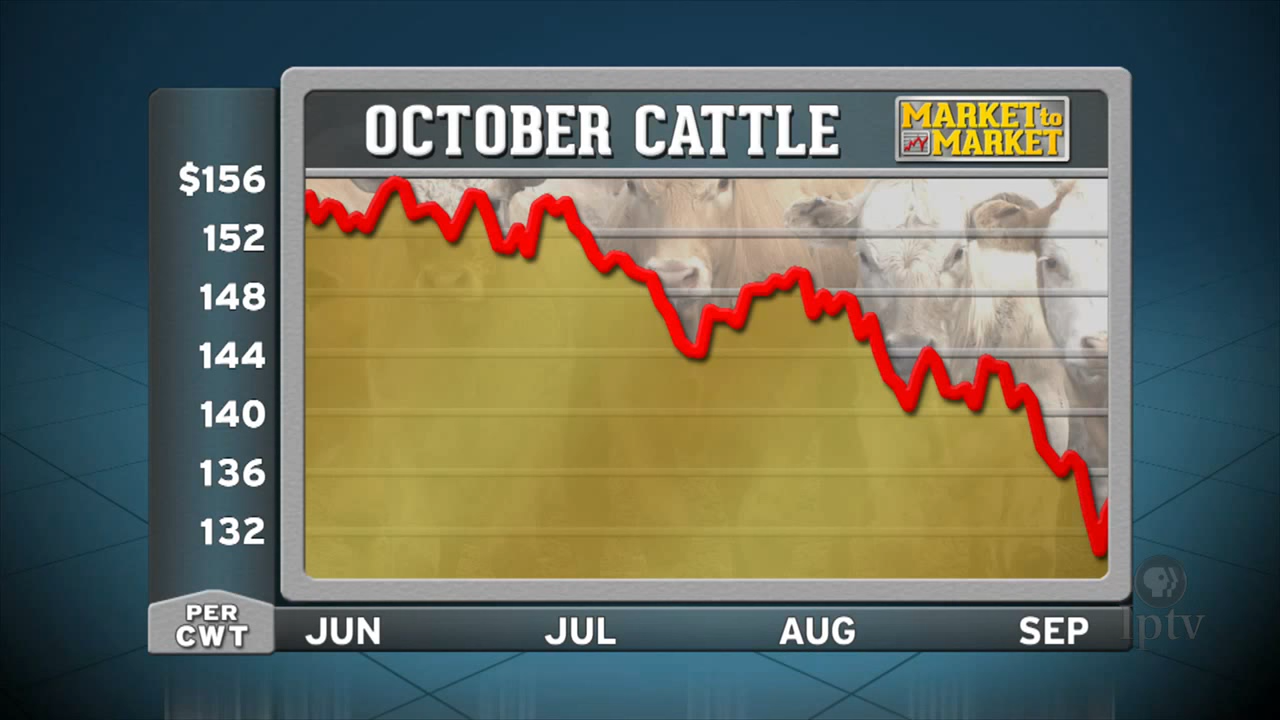 OCTOBER CATTLE
MARKET to
MARKET
$156
152
148
144
140
136
132
PER
CWT
JUN JUL AUG SEP
iptv